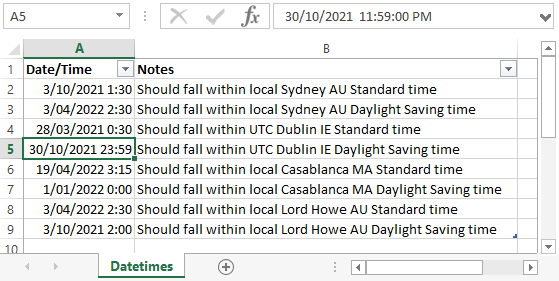 A5 fx 30/10/2021 11:59:00 PM
A B
1 Date/Time Notes
2 3/10/2021 1:30 Should fall within local Sydney AU Standard time
3 3/04/2022 2:30 Should fall within local Sydney AU Daylight Saving time
4 28/03/2021 0:30 Should fall within UTC Dublin IE Standard time
5 30/10/2021 23:59 Should fall within UTC Dublin IE Daylight Saving time
6 19/04/2022 3:15 Should fall within local Casablanca MA Standard time
7 1/01/2022 0:00 Should fall within local Casablanca MA Daylight Saving time
8 3/04/2022 2:30 Should fall within local Lord Howe AU Standard time
9 3/10/2021 2:00 Should fall within local Lord Howe AU Daylight Saving time
10
Datetimes